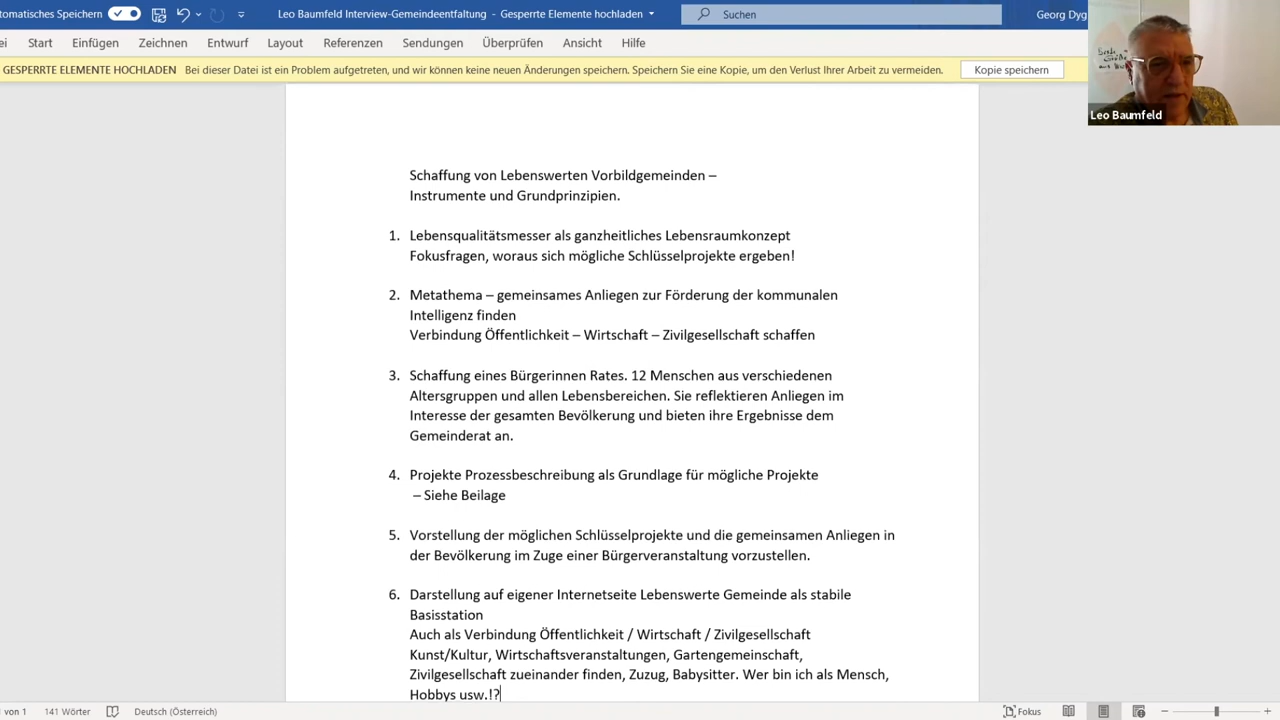 tomatisches Speichern
Leo Baumfeld Interview-Gemeindeentfaltung - Gesperrte Elemente hochladen
Suchen
Georg Dyg
ei Start Einfügen Zeichnen Entwurf Layout Referenzen Sendungen Überprüfen Ansicht Hilfe
GESPERRTE ELEMENTE HOCHLADEN Bei dieser Datei ist ein Problem aufgetreten, und wir können keine neuen Änderungen speichern. Speichern Sie eine Kopie, um den Verlust Ihrer Arbeit zu vermeiden. Kopie speichern
Leo Baumfeld
Schaffung von Lebenswerten Vorbildgemeinden –
Instrumente und Grundprinzipien.
1. Lebensqualitätsmesser als ganzheitliches Lebensraumkonzept
Fokusfragen, woraus sich mögliche Schlüsselprojekte ergeben!
2. Metathema – gemeinsames Anliegen zur Förderung der kommunalen
Intelligenz finden
Verbindung Öffentlichkeit – Wirtschaft – Zivilgesellschaft schaffen
3. Schaffung eines Bürgerinnen Rates. 12 Menschen aus verschiedenen
Altersgruppen und allen Lebensbereichen. Sie reflektieren Anliegen im
Interesse der gesamten Bevölkerung und bieten ihre Ergebnisse dem
Gemeinderat an.
4. Projekte Prozessbeschreibung als Grundlage für mögliche Projekte
– Siehe Beilage
5. Vorstellung der möglichen Schlüsselprojekte und die gemeinsamen Anliegen in
der Bevölkerung im Zuge einer Bürgerveranstaltung vorzustellen.
6. Darstellung auf eigener Internetseite Lebenswerte Gemeinde als stabile
Basisstation
Auch als Verbindung Öffentlichkeit / Wirtschaft / Zivilgesellschaft
Kunst/Kultur, Wirtschaftsveranstaltungen, Gartengemeinschaft,
Zivilgesellschaft zueinander finden, Zuzug, Babysitter. Wer bin ich als Mensch,
Hobbys usw.!?
1 von 1 141 Wörter Deutsch (Österreich) Fokus